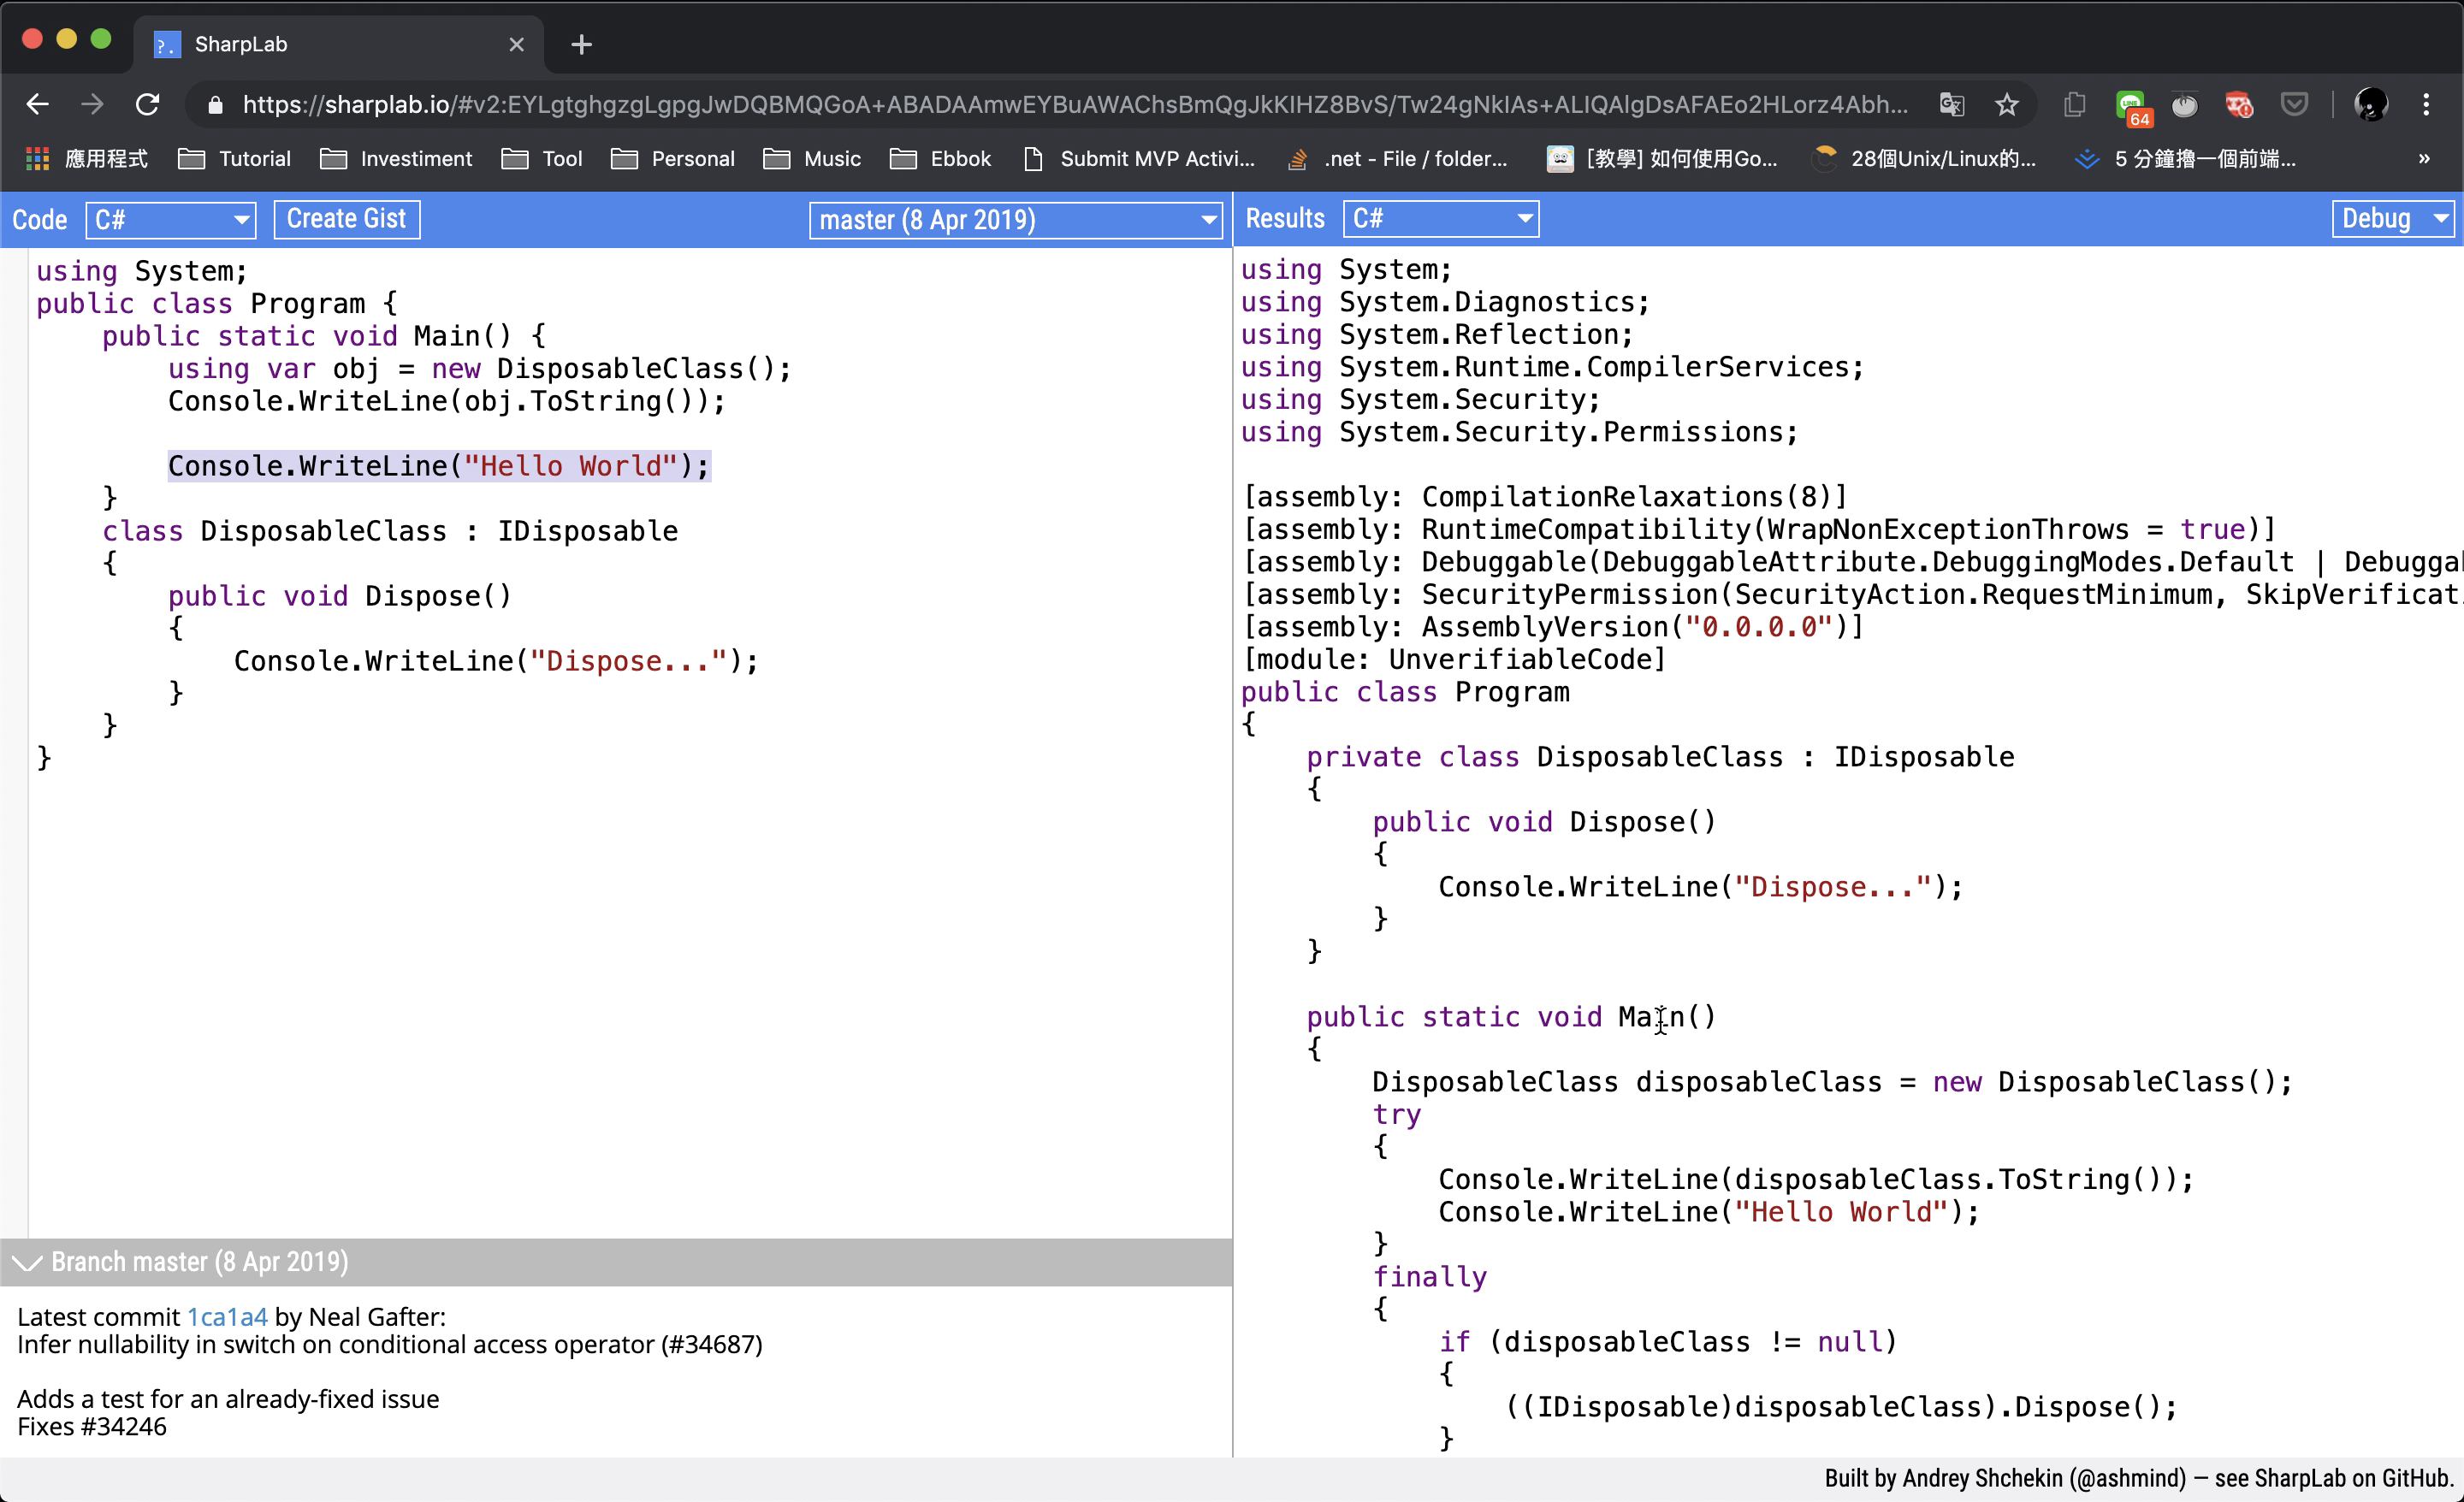 SharpLab
https://sharplab.io/#v2:EYLgtghgzgLgpgJwDQBMQGoA+ABADAAmwEYBuAWAChsBmQgJkKIHZ8BvS/Tw24gNkIAs+ALIQAlgDsAFAEo2HLorz4Abh...
64
應用程式 Tutorial Investiment Tool Personal Music Ebbok Submit MVP Activi... .net - File / folder... [教學] 如何使用Go... 28個Unix/Linux的... 5 分鐘擼一個前端... »
Code C# Create Gist master (8 Apr 2019)
using System;
public class Program {
    public static void Main() {
        using var obj = new DisposableClass();
        Console.WriteLine(obj.ToString());
        Console.WriteLine("Hello World");
    }
    class DisposableClass : IDisposable
    {
        public void Dispose()
        {
            Console.WriteLine("Dispose...");
        }
    }
}
Branch master (8 Apr 2019)
Latest commit 1ca1a4 by Neal Gafter:
Infer nullability in switch on conditional access operator (#34687)
Adds a test for an already-fixed issue
Fixes #34246
Results C# Debug
using System;
using System.Diagnostics;
using System.Reflection;
using System.Runtime.CompilerServices;
using System.Security;
using System.Security.Permissions;
[assembly: CompilationRelaxations(8)]
[assembly: RuntimeCompatibility(WrapNonExceptionThrows = true)]
[assembly: Debuggable(DebuggableAttribute.DebuggingModes.Default | Debugga
[assembly: SecurityPermission(SecurityAction.RequestMinimum, SkipVerificat
[assembly: AssemblyVersion("0.0.0.0")]
[module: UnverifiableCode]
public class Program
{
    private class DisposableClass : IDisposable
    {
        public void Dispose()
        {
            Console.WriteLine("Dispose...");
        }
    }
    public static void Main()
    {
        DisposableClass disposableClass = new DisposableClass();
        try
        {
            Console.WriteLine(disposableClass.ToString());
            Console.WriteLine("Hello World");
        }
        finally
        {
            if (disposableClass != null)
            {
                ((IDisposable)disposableClass).Dispose();
            }
Built by Andrey Shchekin (@ashmind) — see SharpLab on GitHub.